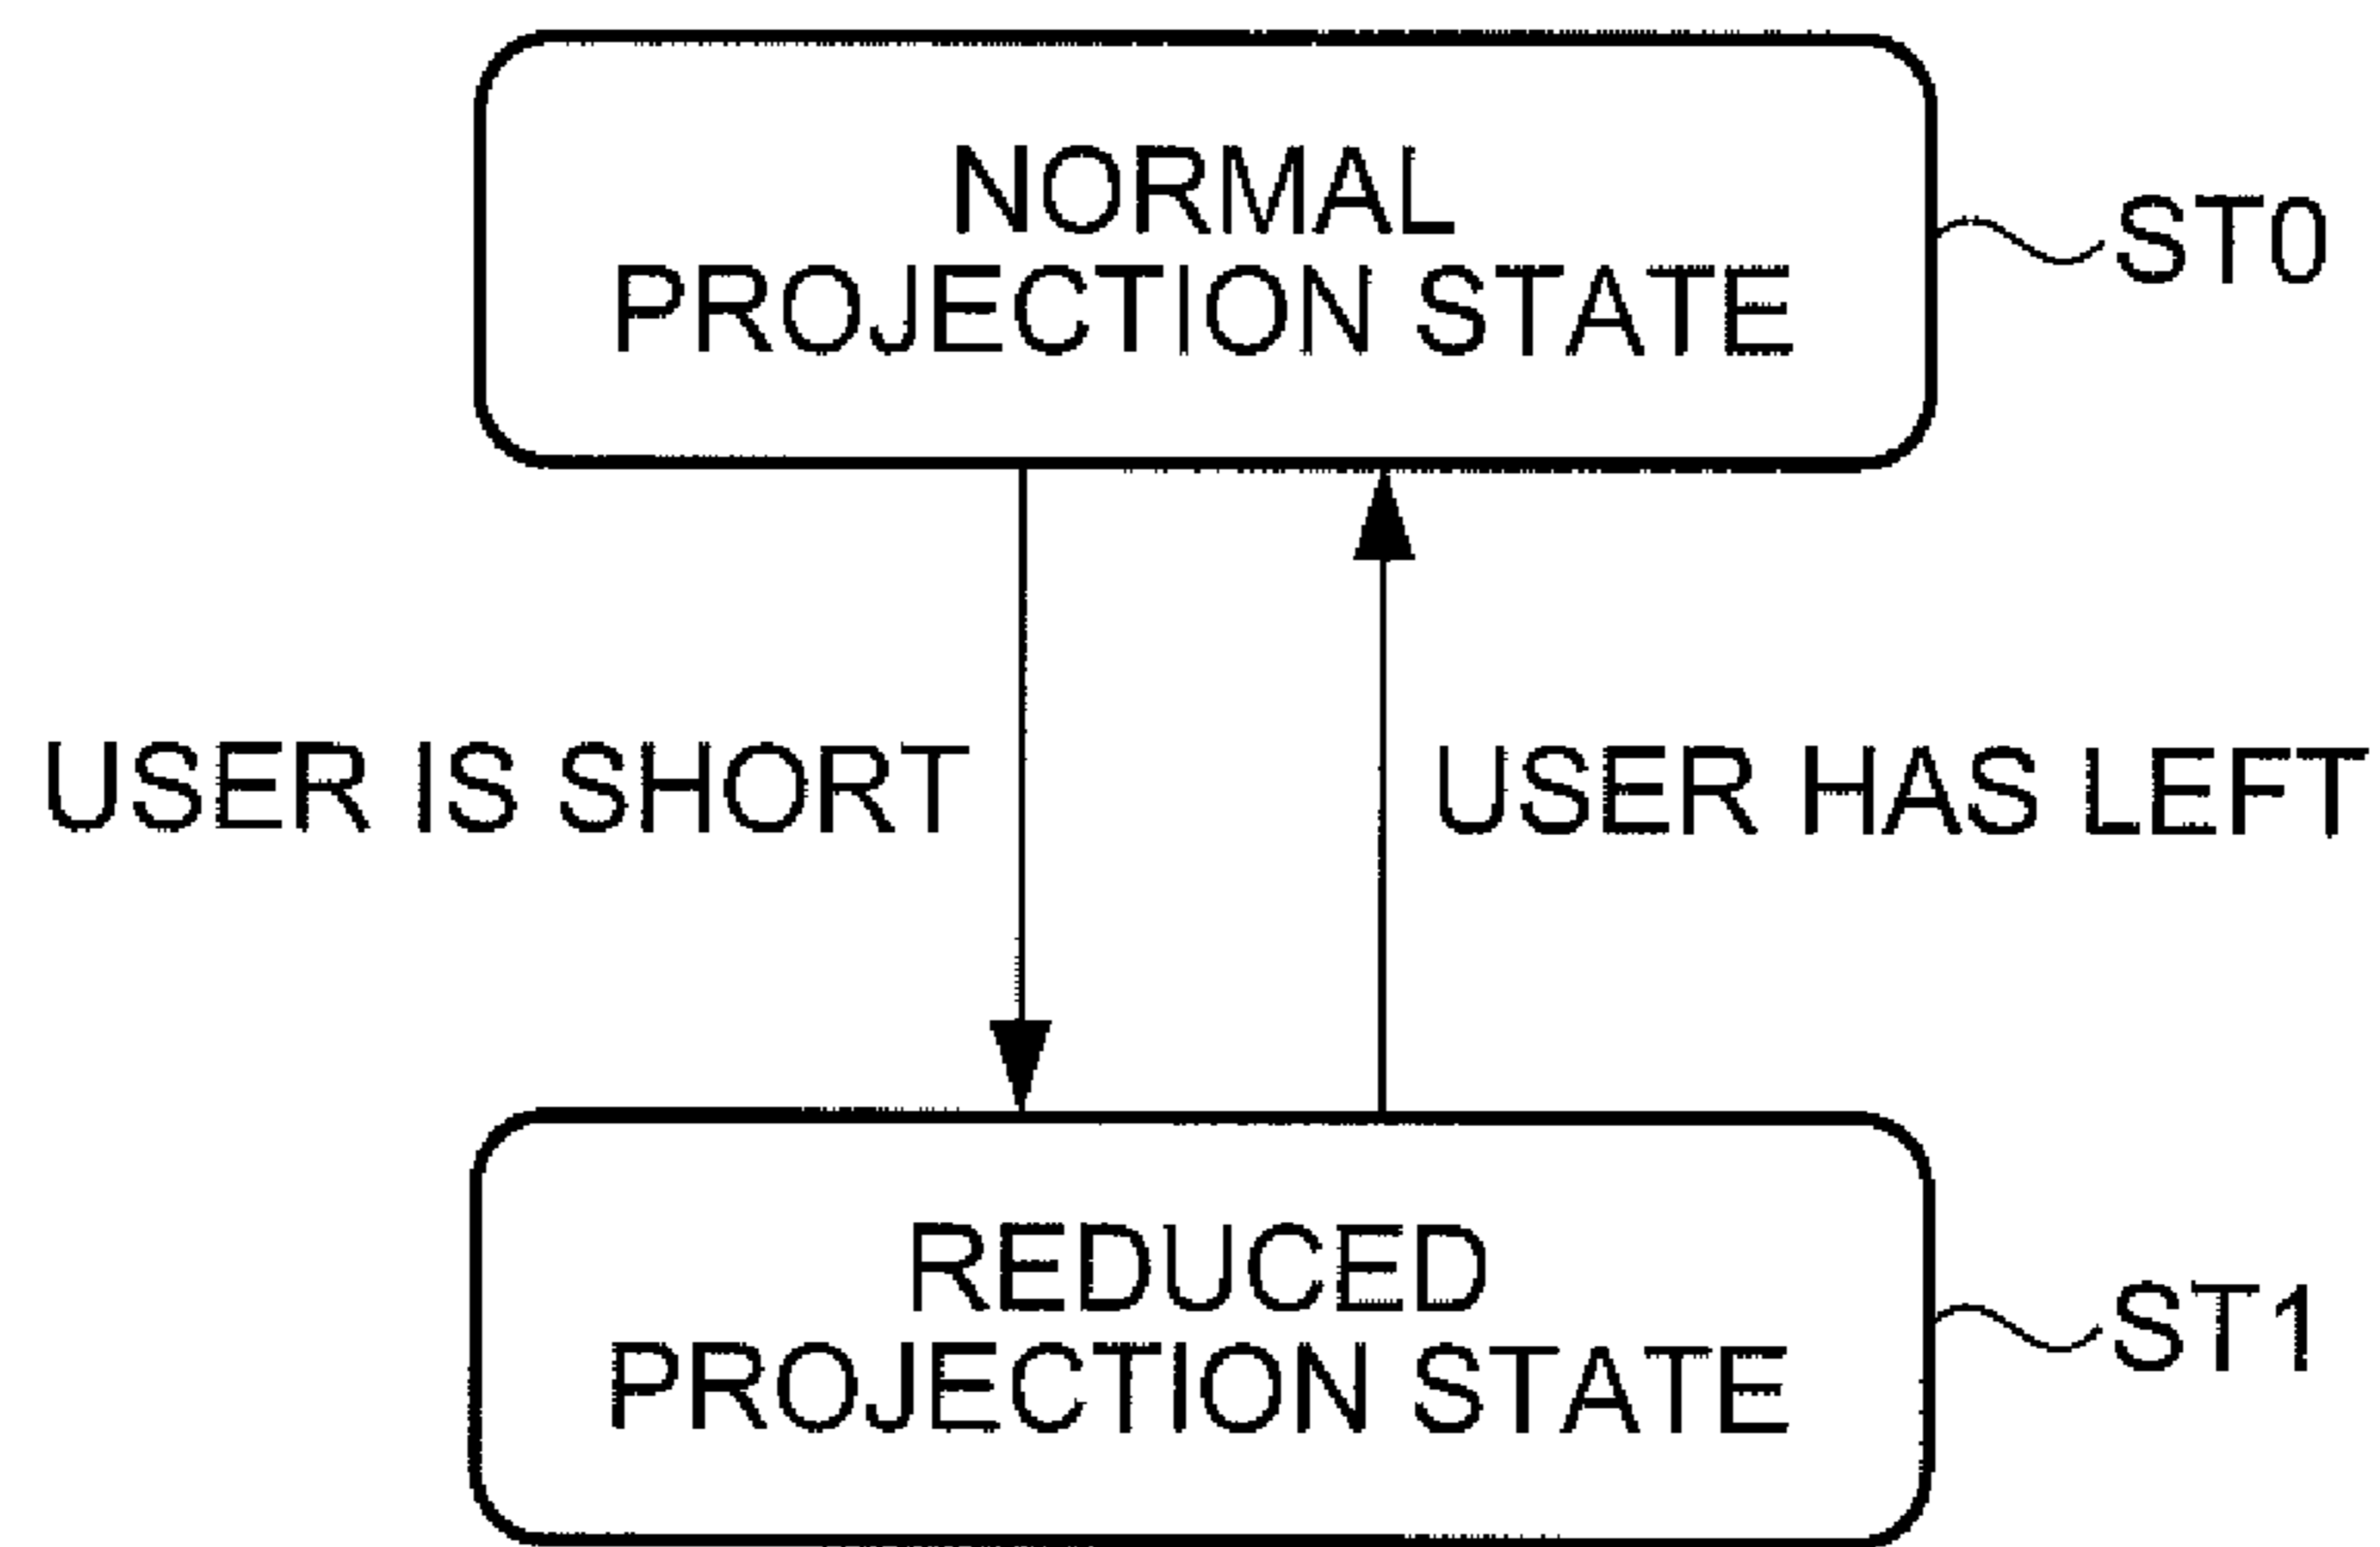 NORMAL
PROJECTION STATE
ST0
USER IS SHORT
USER HAS LEFT
REDUCED
PROJECTION STATE
ST1